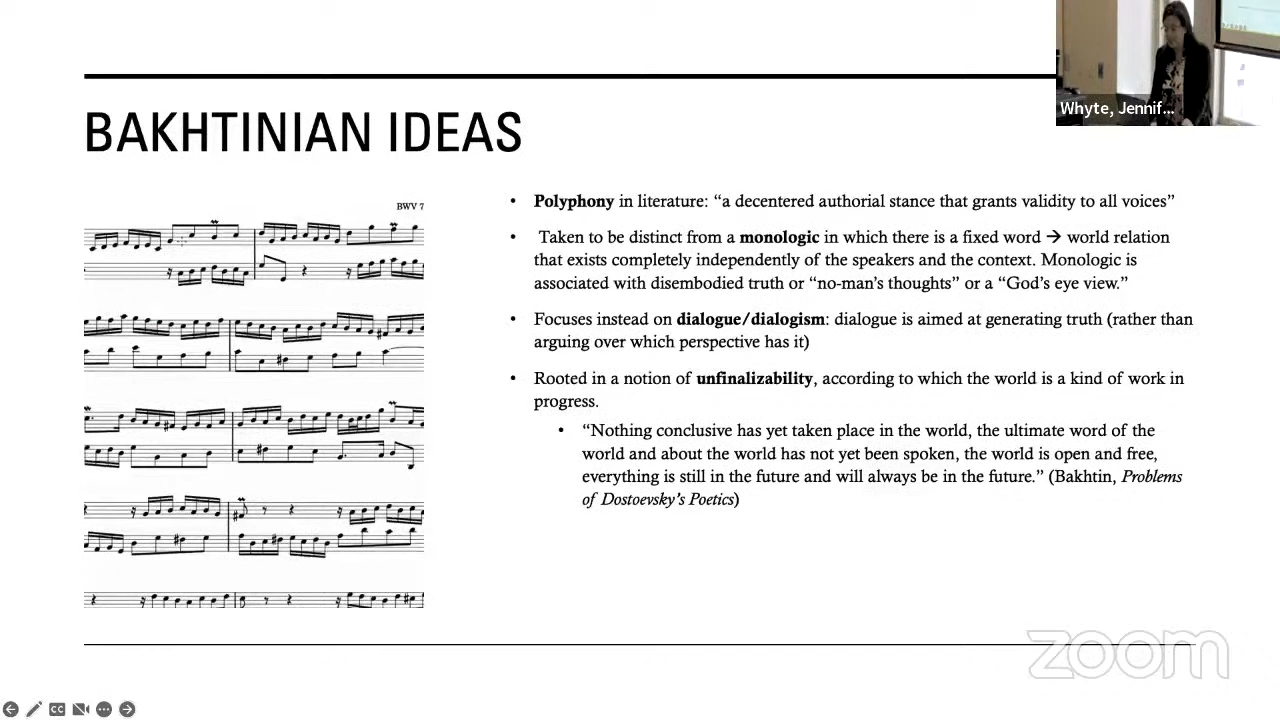 Whyte, Jennif...
BAKHTINIAN IDEAS
BWV 7
• Polyphony in literature: “a decentered authorial stance that grants validity to all voices”
• Taken to be distinct from a monologic in which there is a fixed word → world relation
that exists completely independently of the speakers and the context. Monologic is
associated with disembodied truth or “no-man’s thoughts” or a “God’s eye view.”
• Focuses instead on dialogue/dialogism: dialogue is aimed at generating truth (rather than
arguing over which perspective has it)
• Rooted in a notion of unfinalizability, according to which the world is a kind of work in
progress.
• “Nothing conclusive has yet taken place in the world, the ultimate word of the
world and about the world has not yet been spoken, the world is open and free,
everything is still in the future and will always be in the future.” (Bakhtin, Problems
of Dostoevsky’s Poetics)
zoom
CC